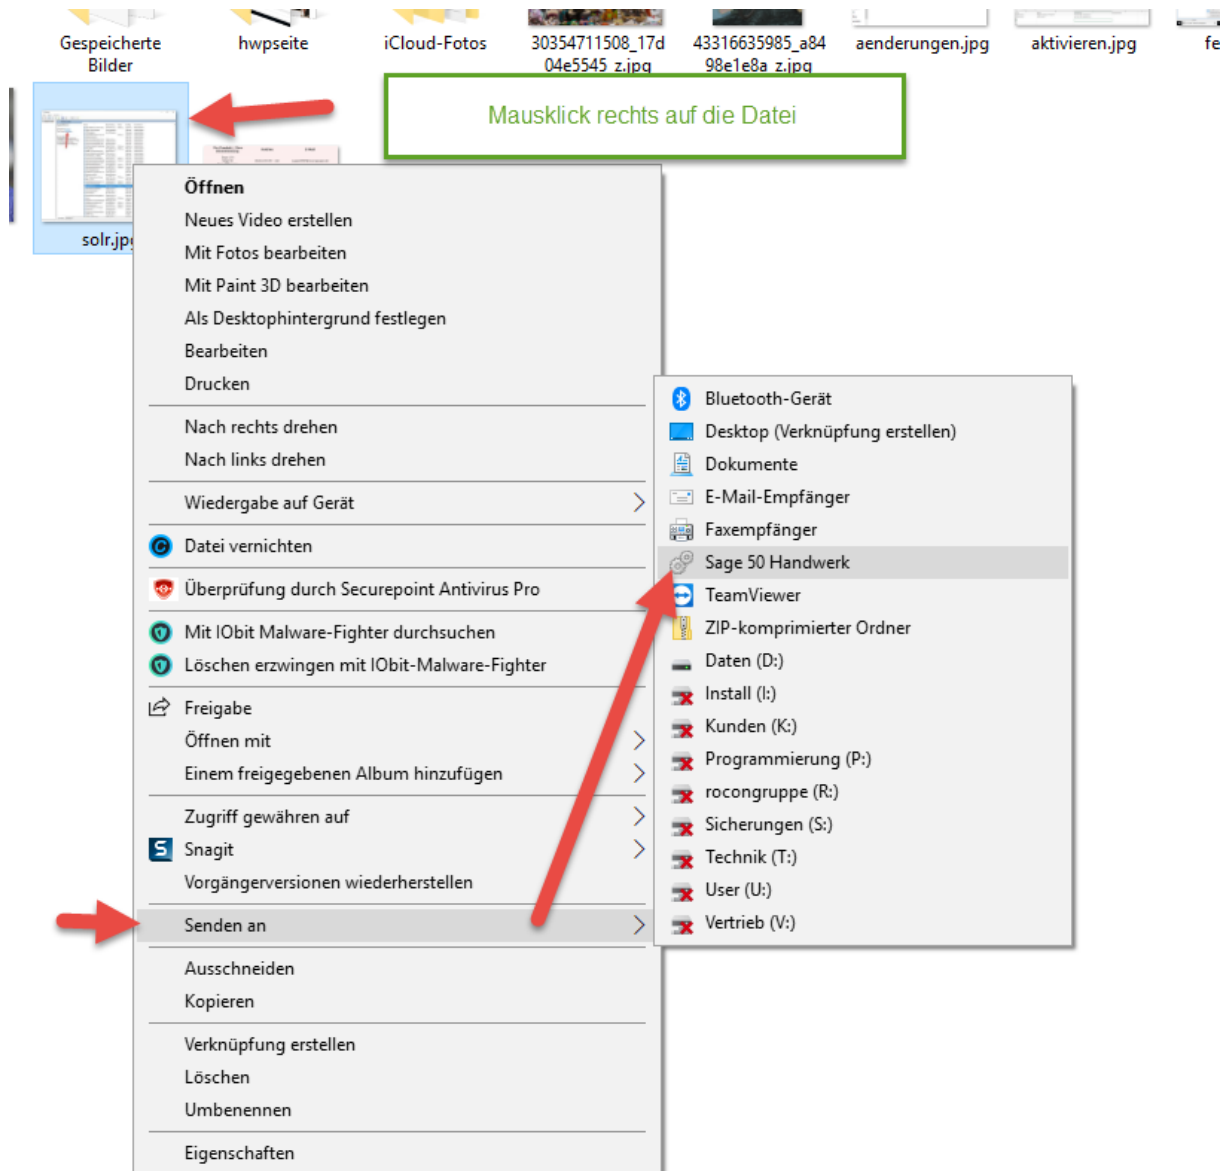 Gespeicherte
Bilder
hwpseite
iCloud-Fotos
30354711508_17d
04e5545_z.jpg
43316635985_a84
98e1e8a_z.jpg
aenderungen.jpg
aktivieren.jpg
fe
Mausklick rechts auf die Datei
solr.jpg
Öffnen
Neues Video erstellen
Mit Fotos bearbeiten
Mit Paint 3D bearbeiten
Als Desktophintergrund festlegen
Bearbeiten
Drucken
Nach rechts drehen
Nach links drehen
Wiedergabe auf Gerät
Datei vernichten
Überprüfung durch Securepoint Antivirus Pro
Mit IObit Malware-Fighter durchsuchen
Löschen erzwingen mit IObit-Malware-Fighter
Freigabe
Öffnen mit
Einem freigegebenen Album hinzufügen
Zugriff gewähren auf
Snagit
Vorgängerversionen wiederherstellen
Senden an
Ausschneiden
Kopieren
Verknüpfung erstellen
Löschen
Umbenennen
Eigenschaften
Bluetooth-Gerät
Desktop (Verknüpfung erstellen)
Dokumente
E-Mail-Empfänger
Faxempfänger
Sage 50 Handwerk
TeamViewer
ZIP-komprimierter Ordner
Daten (D:)
Install (I:)
Kunden (K:)
Programmierung (P:)
rocongruppe (R:)
Sicherungen (S:)
Technik (T:)
User (U:)
Vertrieb (V:)